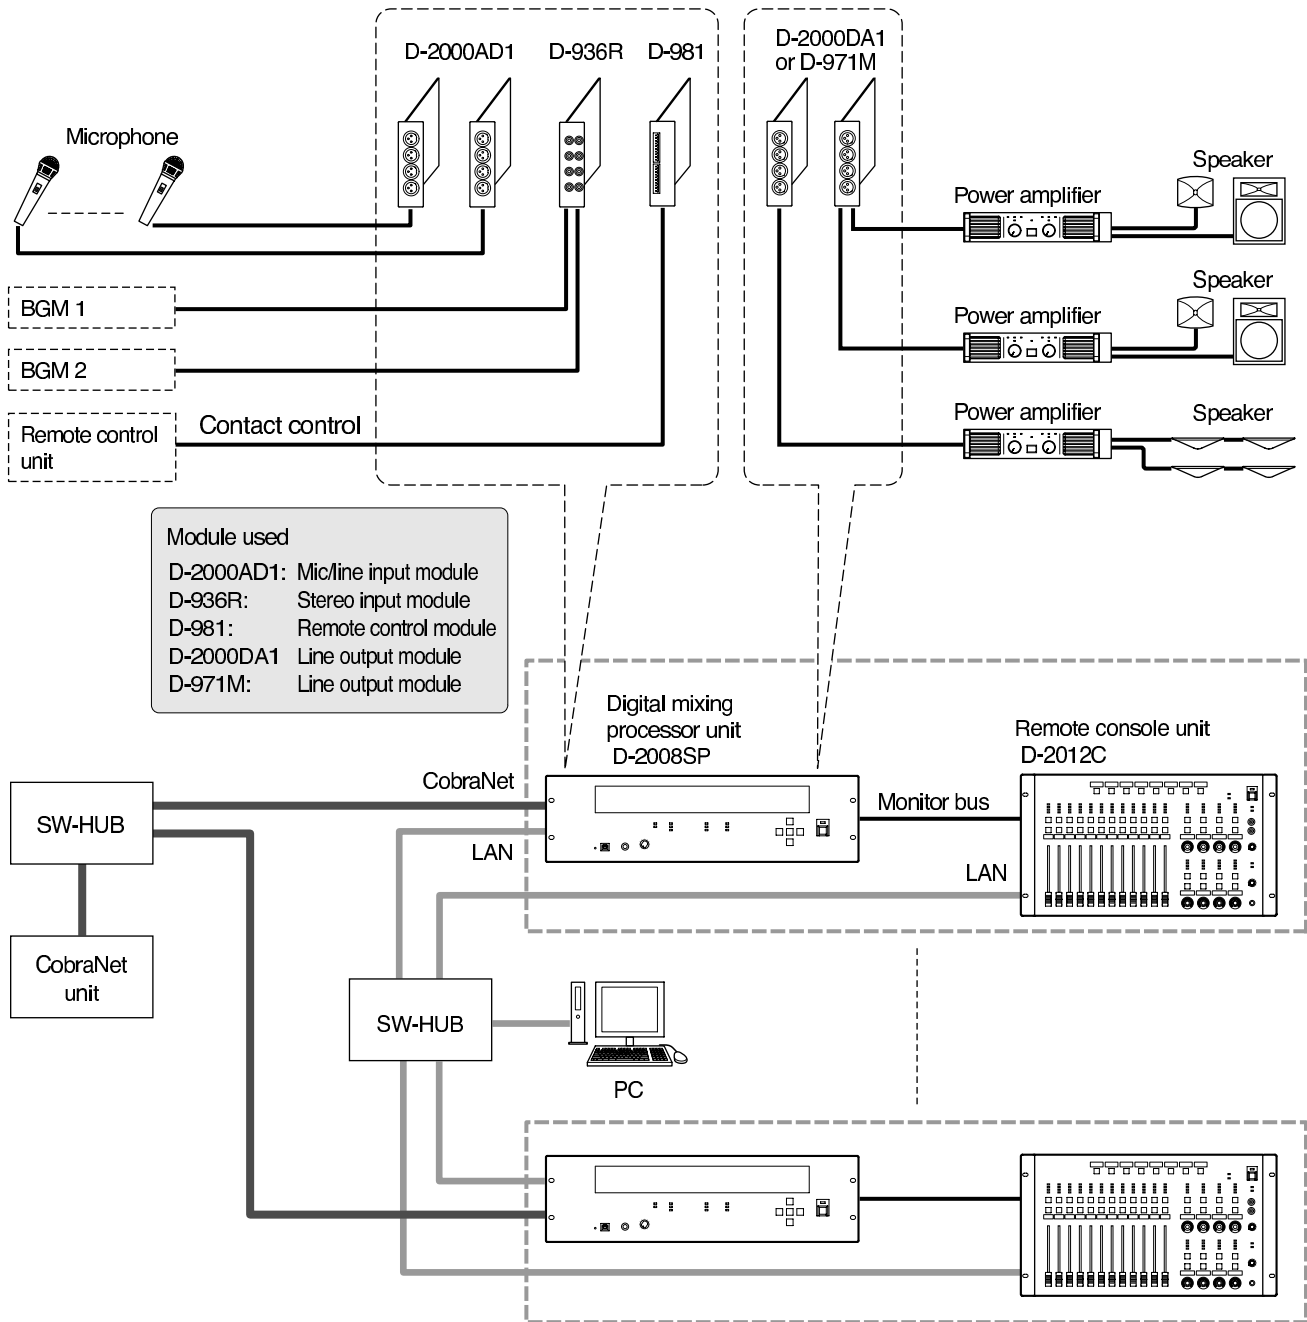 D-2000AD1
D-936R
D-981
D-2000DA1
or D-971M
Microphone
Speaker
Power amplifier
BGM 1
Speaker
Power amplifier
BGM 2
Remote control
unit
Contact control
Power amplifier
Speaker
Module used
D-2000AD1: Mic/line input module
D-936R: Stereo input module
D-981: Remote control module
D-2000DA1 Line output module
D-971M: Line output module
Digital mixing
processor unit
D-2008SP
Remote console unit
D-2012C
CobraNet
Monitor bus
SW-HUB
LAN
LAN
CobraNet
unit
SW-HUB
PC